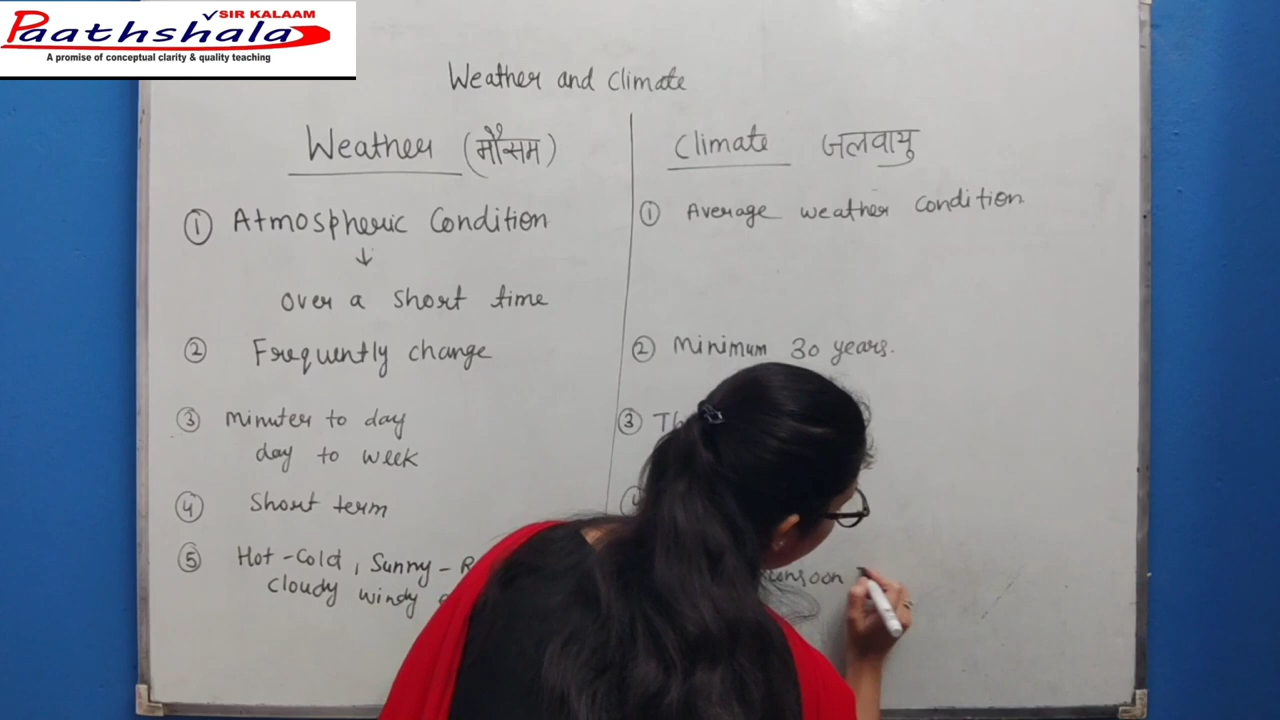 SIR KALAAM
Paathshala
A promise of conceptual clarity & quality teaching
Weather and climate
Weather (मौसम)
① Atmospheric Condition
↓
over a short time
② Frequently change
③ minutes to day
day to week
④ Short term
⑤ Hot - Cold, Sunny -
cloudy windy
Climate जलवायु
① Average weather condition
② Minimum 30 years.
③
④